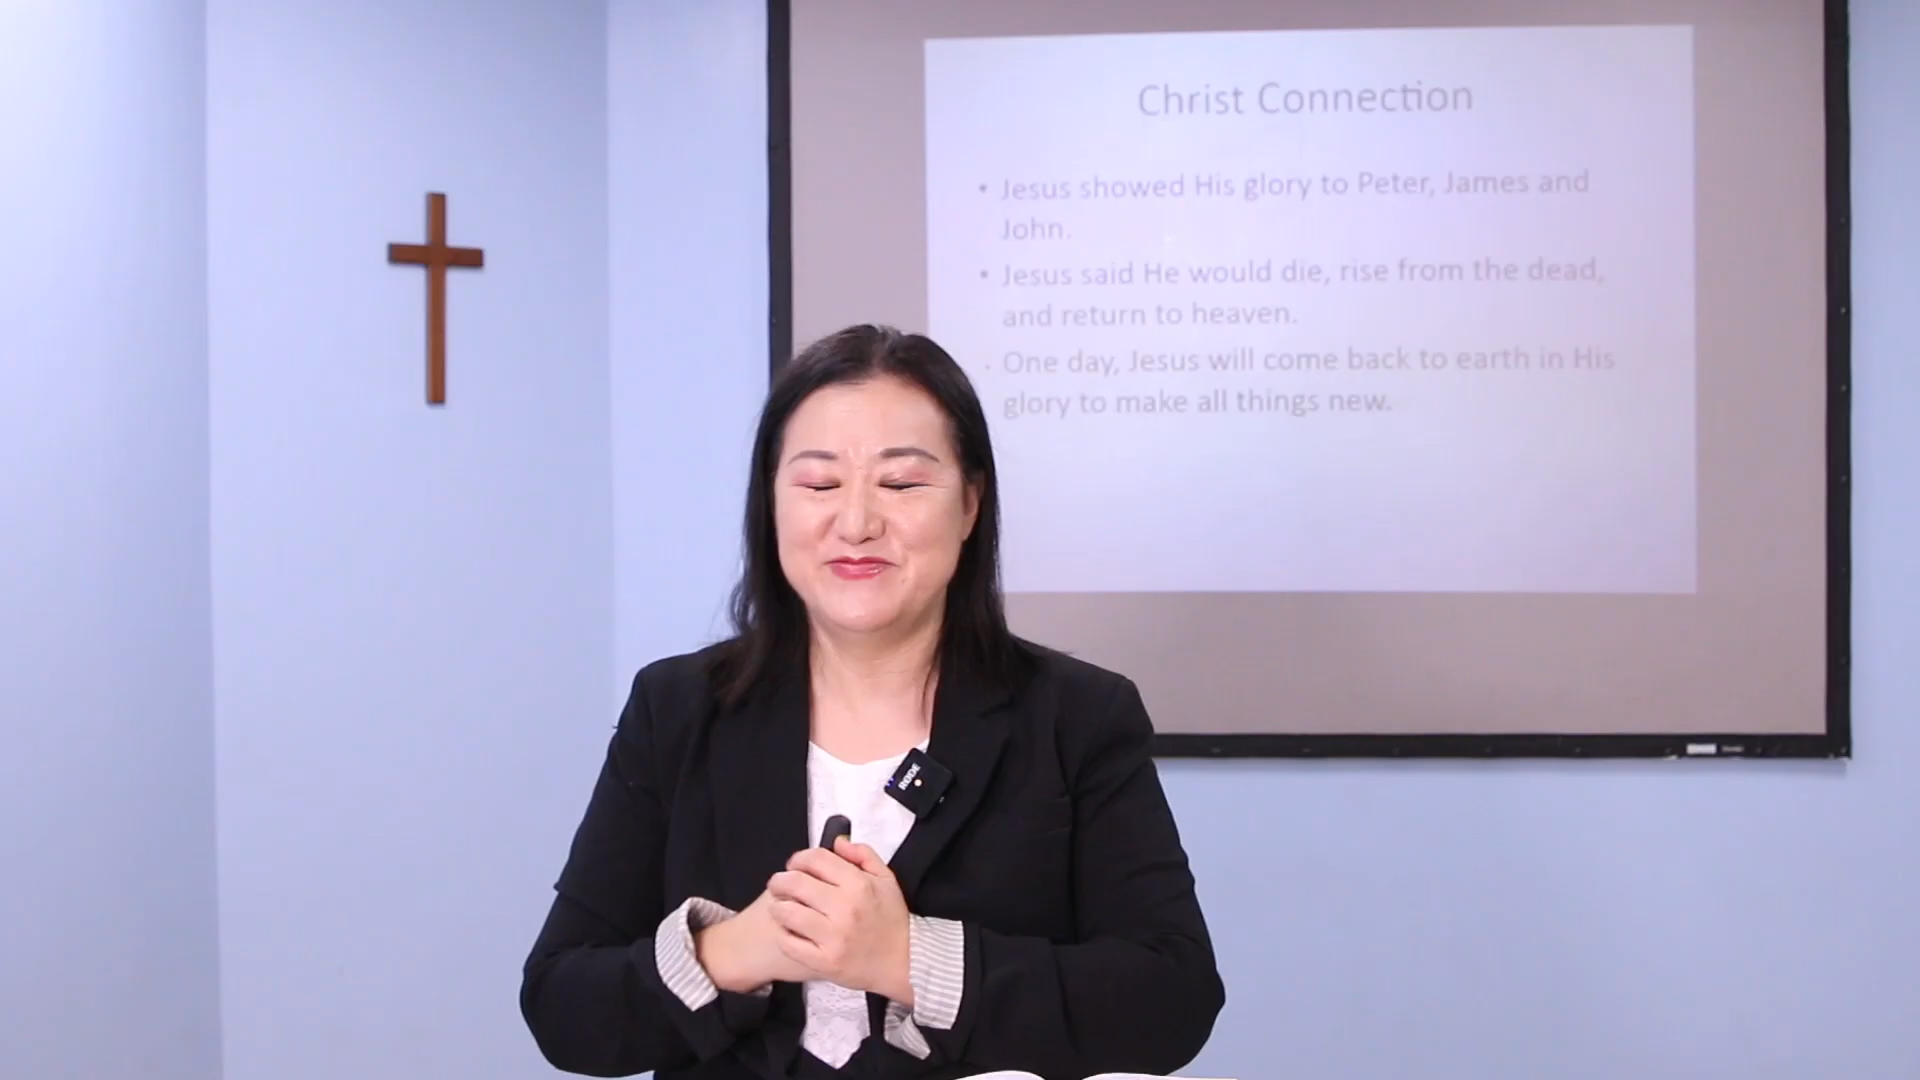 Christ Connection
• Jesus showed His glory to Peter, James and
John.
• Jesus said He would die, rise from the dead,
and return to heaven.
• One day, Jesus will come back to earth in His
glory to make all things new.
RØDE